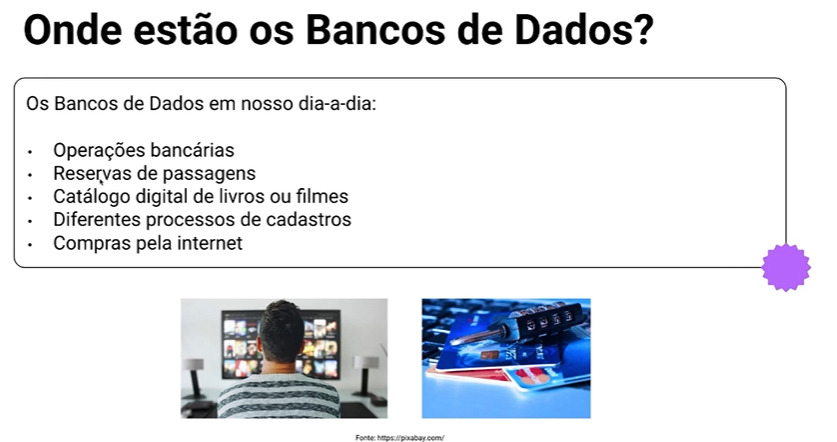 Onde estão os Bancos de Dados?
Os Bancos de Dados em nosso dia-a-dia:
• Operações bancárias
• Reservas de passagens
• Catálogo digital de livros ou filmes
• Diferentes processos de cadastros
• Compras pela internet
Fonte: https://pixabay.com/